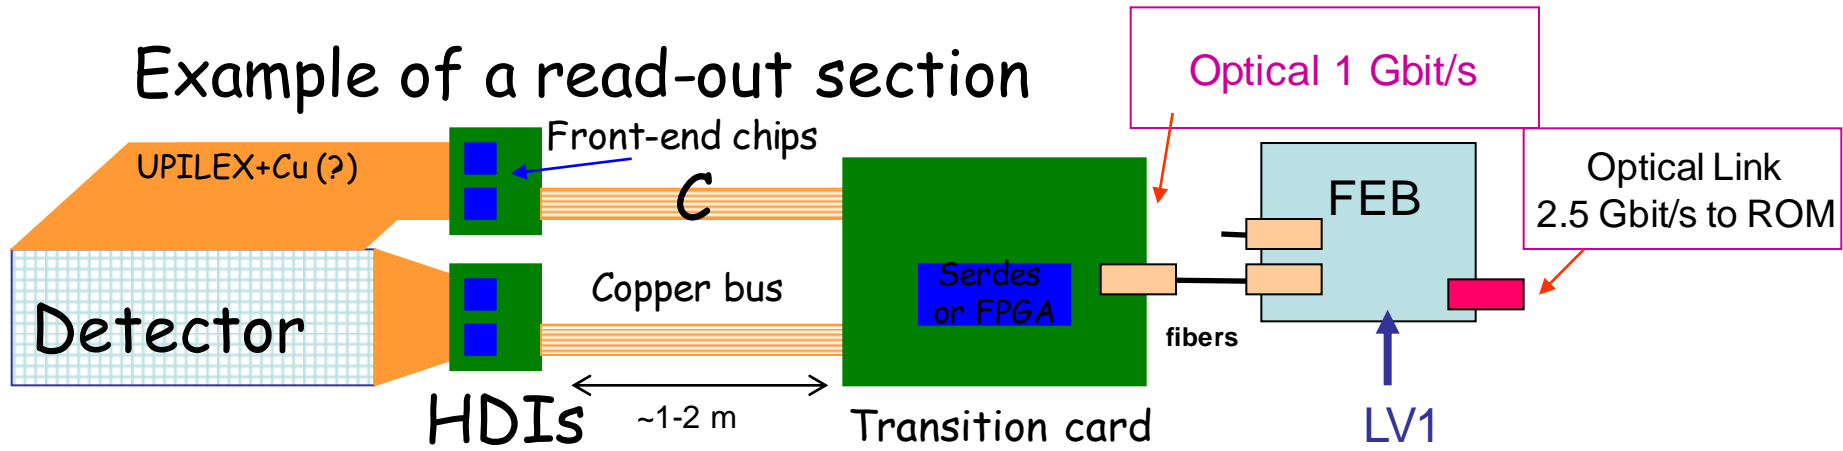 Example of a read-out section
Optical 1 Gbit/s
UPILEX+Cu (?)
Front-end chips
C
FEB
Optical Link
2.5 Gbit/s to ROM
Detector
Copper bus
Serdes
or FPGA
fibers
HDIs
~1-2 m
Transition card
LV1